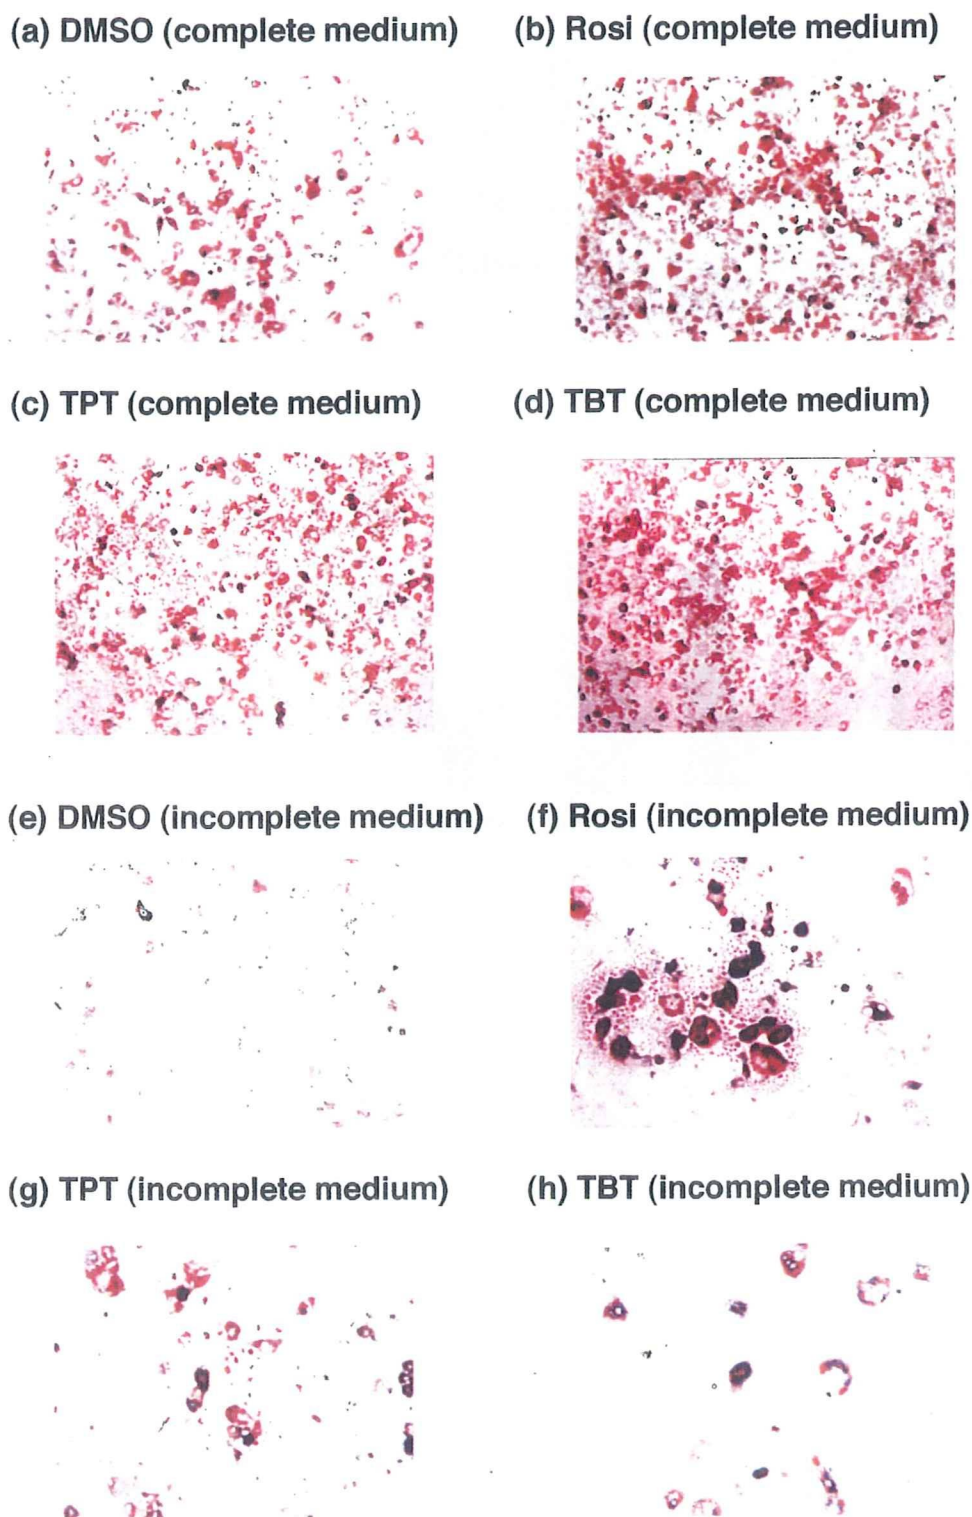 (a) DMSO (complete medium)
(b) Rosi (complete medium)
(c) TPT (complete medium)
(d) TBT (complete medium)
(e) DMSO (incomplete medium)
(f) Rosi (incomplete medium)
(g) TPT (incomplete medium)
(h) TBT (incomplete medium)